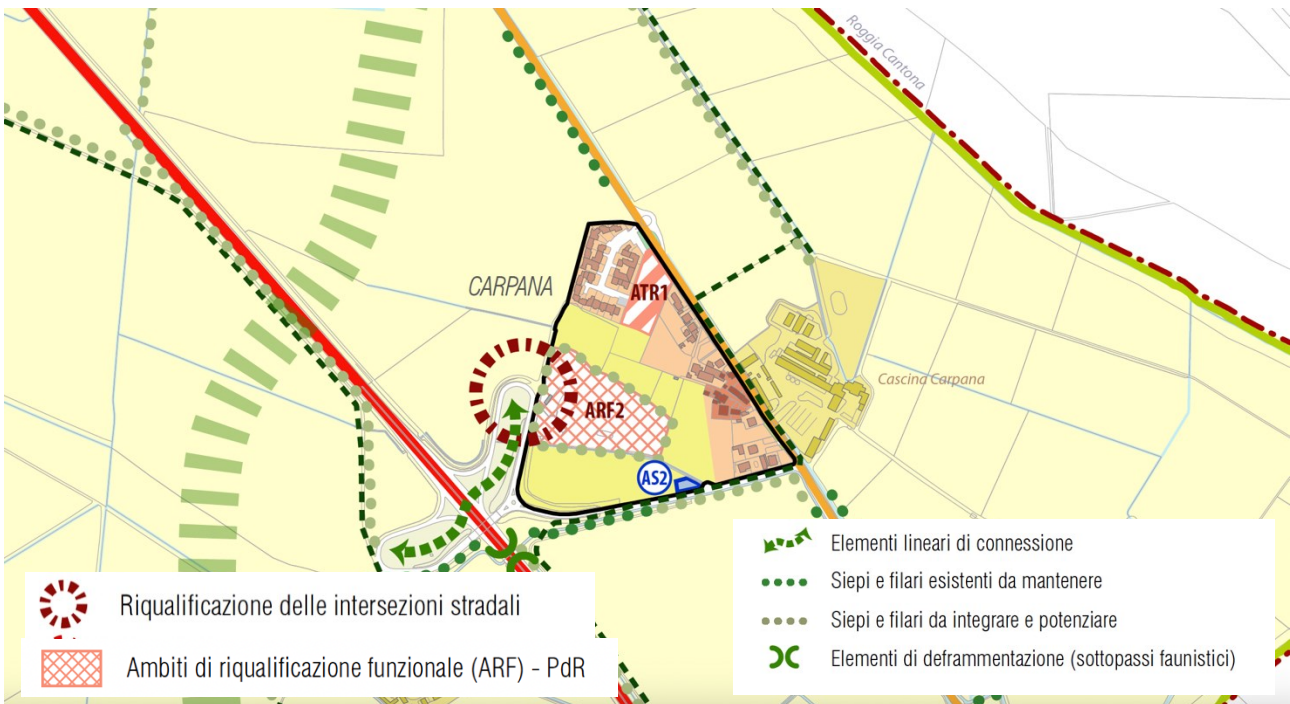 Roggia Cantona
CARPANA
ATR1
Cascina Carpana
ARF2
AS2
Riqualificazione delle intersezioni stradali
Ambiti di riqualificazione funzionale (ARF) - PdR
Elementi lineari di connessione
Siepi e filari esistenti da mantenere
Siepi e filari da integrare e potenziare
Elementi di deframmentazione (sottopassi faunistici)